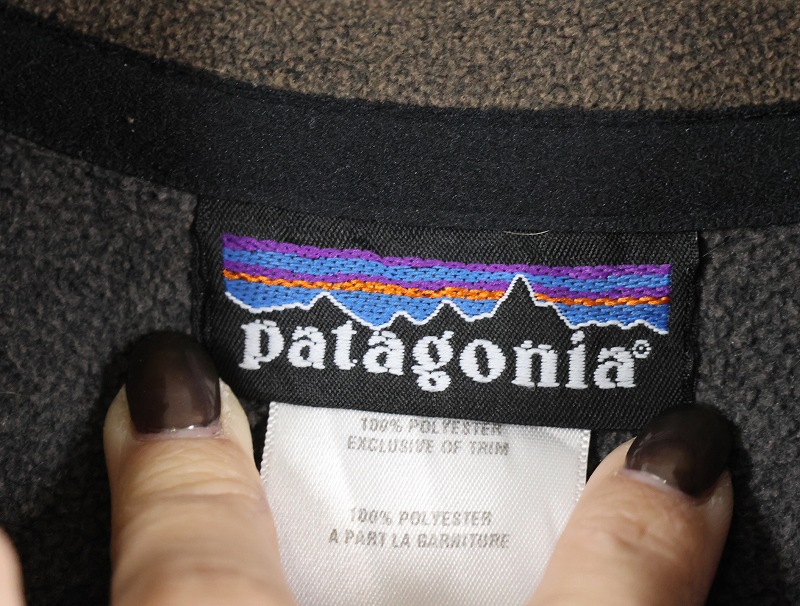 patagonia®
100% POLYESTER
EXCLUSIVE OF TRIM
100% POLYESTER
A PART LA GARNITURE